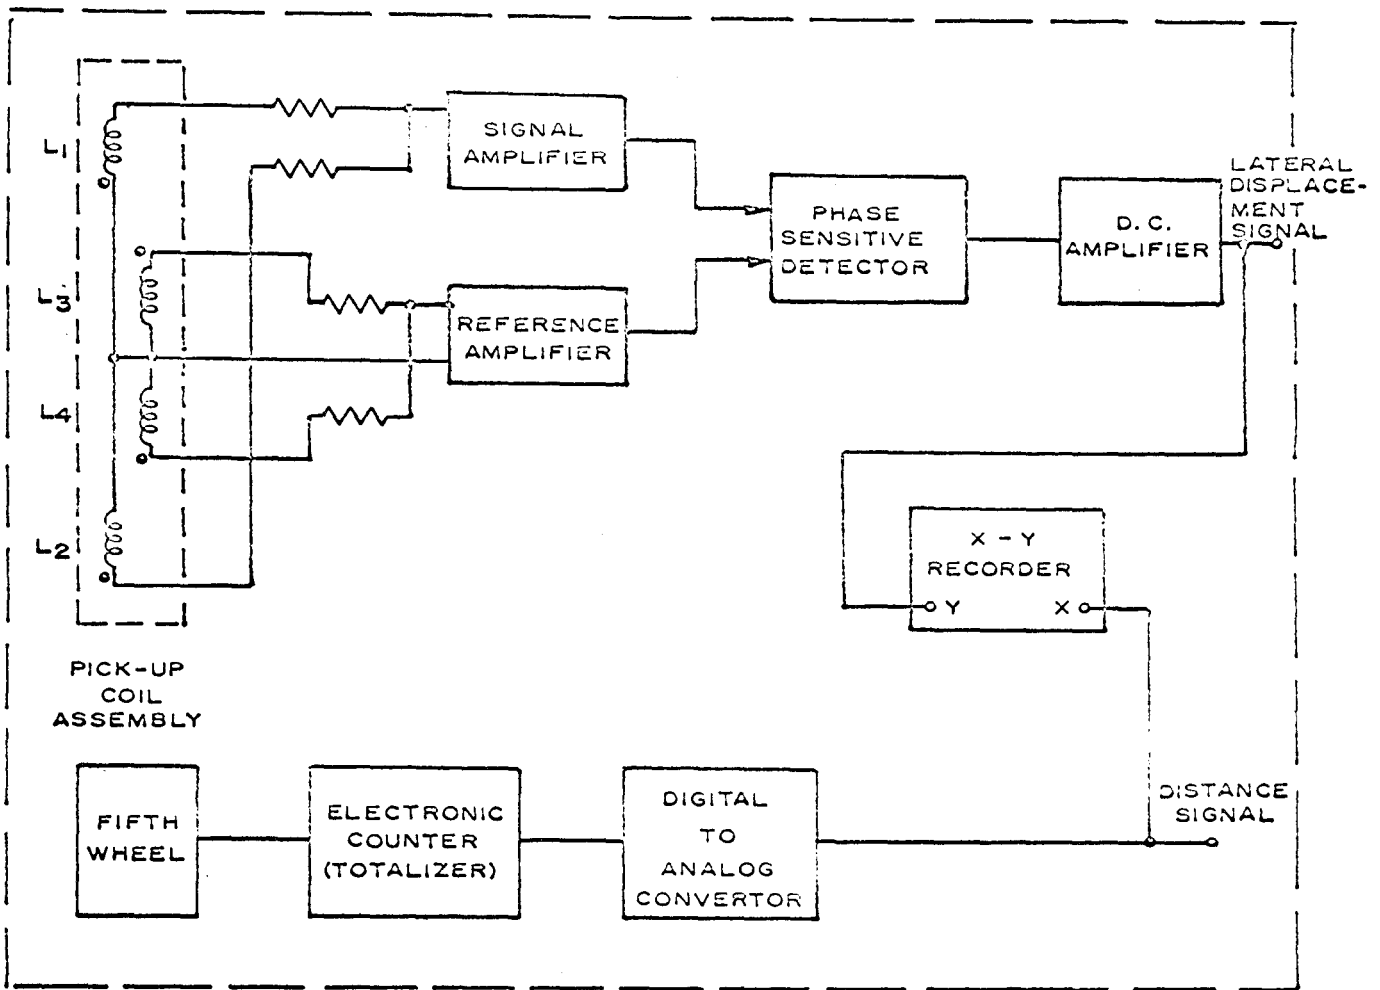 L1
SIGNAL
AMPLIFIER
LATERAL
DISPLACE-
MENT
SIGNAL
PHASE
SENSITIVE
DETECTOR
D.C.
AMPLIFIER
L3
REFERENCE
AMPLIFIER
L4
L2
X - Y
RECORDER
Y X
PICK-UP
COIL
ASSEMBLY
FIFTH
WHEEL
ELECTRONIC
COUNTER
(TOTALIZER)
DIGITAL
TO
ANALOG
CONVERTOR
DISTANCE
SIGNAL